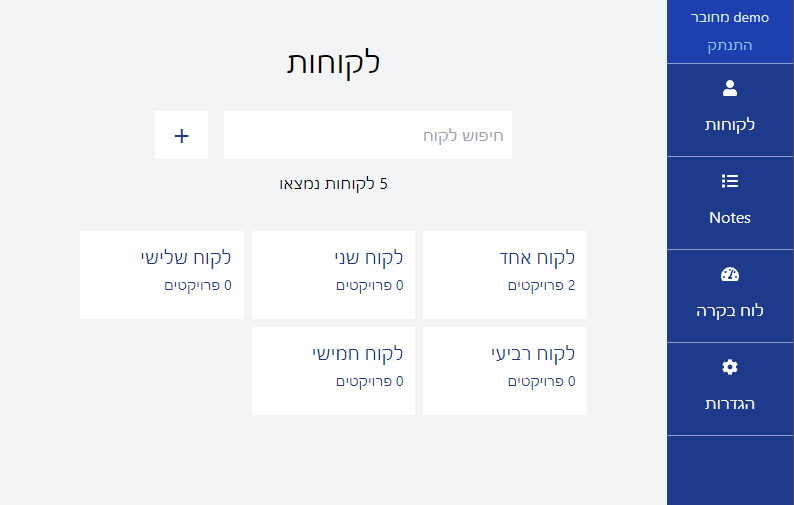 demo מחובר
התנתק
לקוחות
Notes
לוח בקרה
הגדרות
לקוחות
חיפוש לקוח
+
5 לקוחות נמצאו
לקוח אחד
2 פרויקטים
לקוח שני
0 פרויקטים
לקוח שלישי
0 פרויקטים
לקוח רביעי
0 פרויקטים
לקוח חמישי
0 פרויקטים